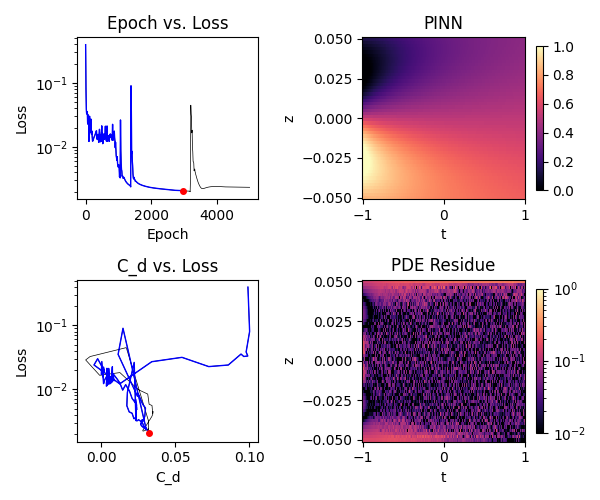 Epoch vs. Loss
10⁻¹
10⁻²
Loss
0
2000
4000
Epoch
PINN
0.050
0.025
0.000
−0.025
−0.050
z
−1
0
1
t
1.0
0.8
0.6
0.4
0.2
0.0
C_d vs. Loss
10⁻¹
10⁻²
Loss
0.00
0.05
0.10
C_d
PDE Residue
0.050
0.025
0.000
−0.025
−0.050
z
−1
0
1
t
10⁰
10⁻¹
10⁻²